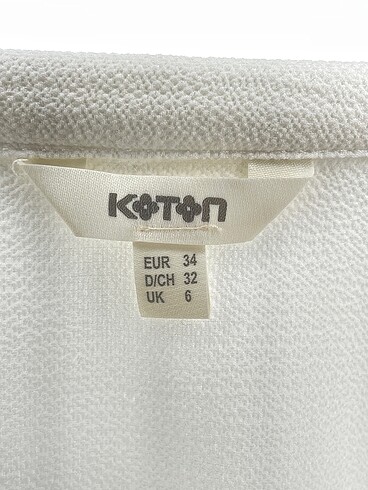 KOTON
EUR 34
D/CH 32
UK 6